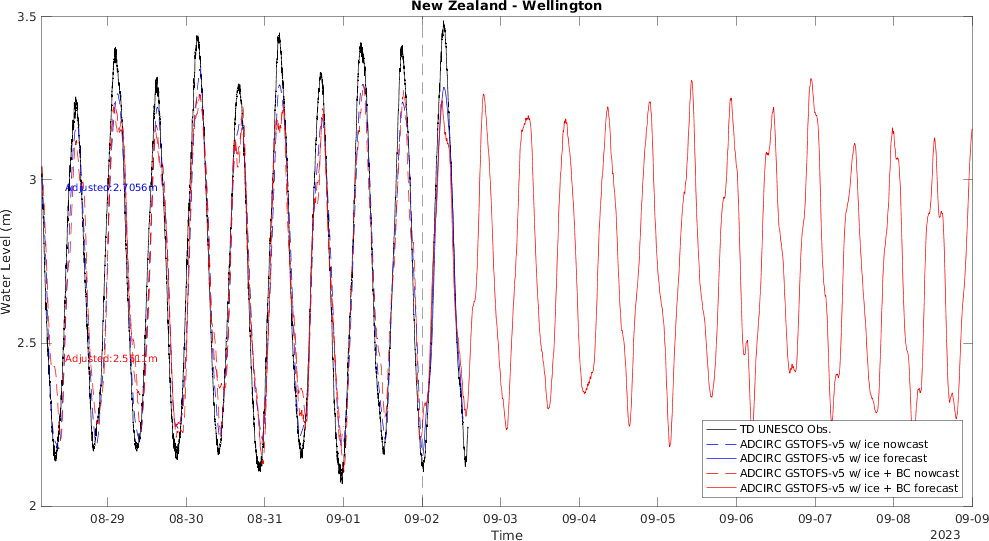 New Zealand - Wellington
3.5
3
2.5
2
Water Level (m)
Adjusted:2.7056m
08-29
08-30
08-31
09-01
09-02
09-03
09-04
09-05
09-06
09-07
09-08
09-09
2023
Time
TD UNESCO Obs.
ADCIRC GSTOFS-v5 w/ ice nowcast
ADCIRC GSTOFS-v5 w/ ice forecast
ADCIRC GSTOFS-v5 w/ ice + BC nowcast
ADCIRC GSTOFS-v5 w/ ice + BC forecast